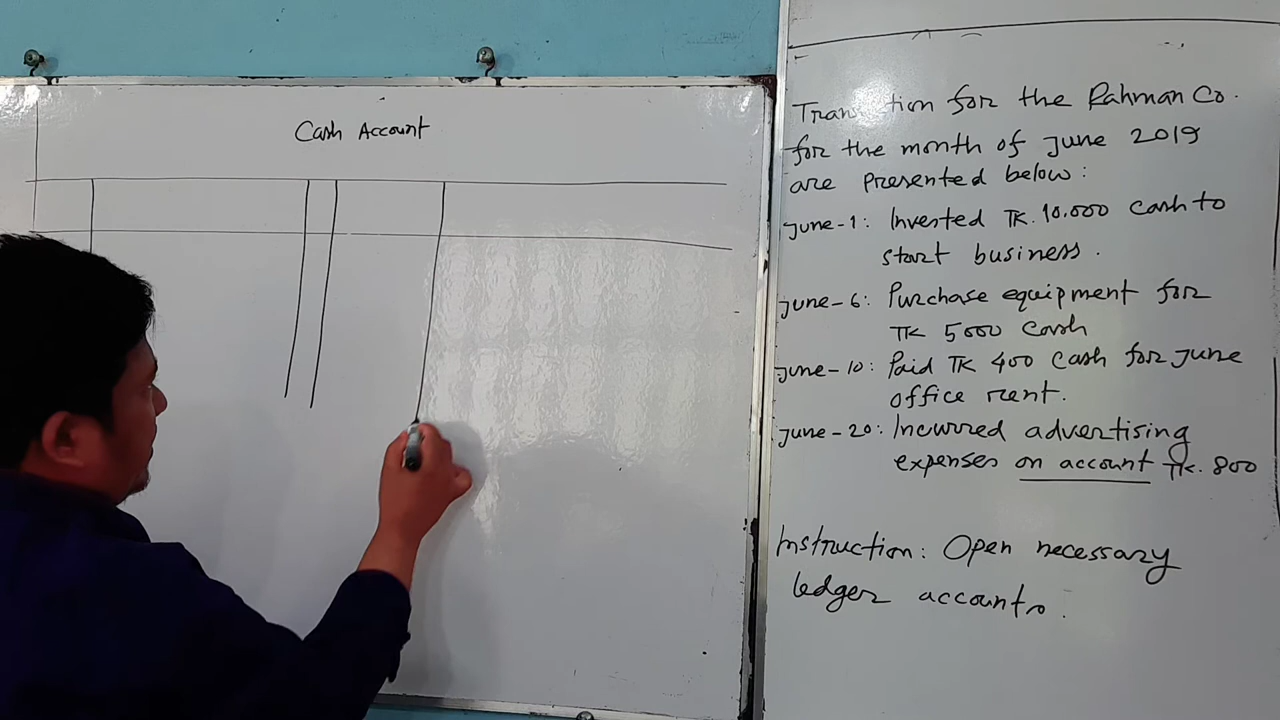 Cash Account
Transtion for the Rahman Co.
for the month of June 2019
are presented below:
June-1: Invested TK. 10.000 cash to
start business.
June-6: Purchase equipment for
TK 5000 cash
June-10: Paid TK 400 cash for June
office rent.
June-20: Incurred advertising
expenses on account TK. 800
Instruction: Open necessary
ledger accounts.